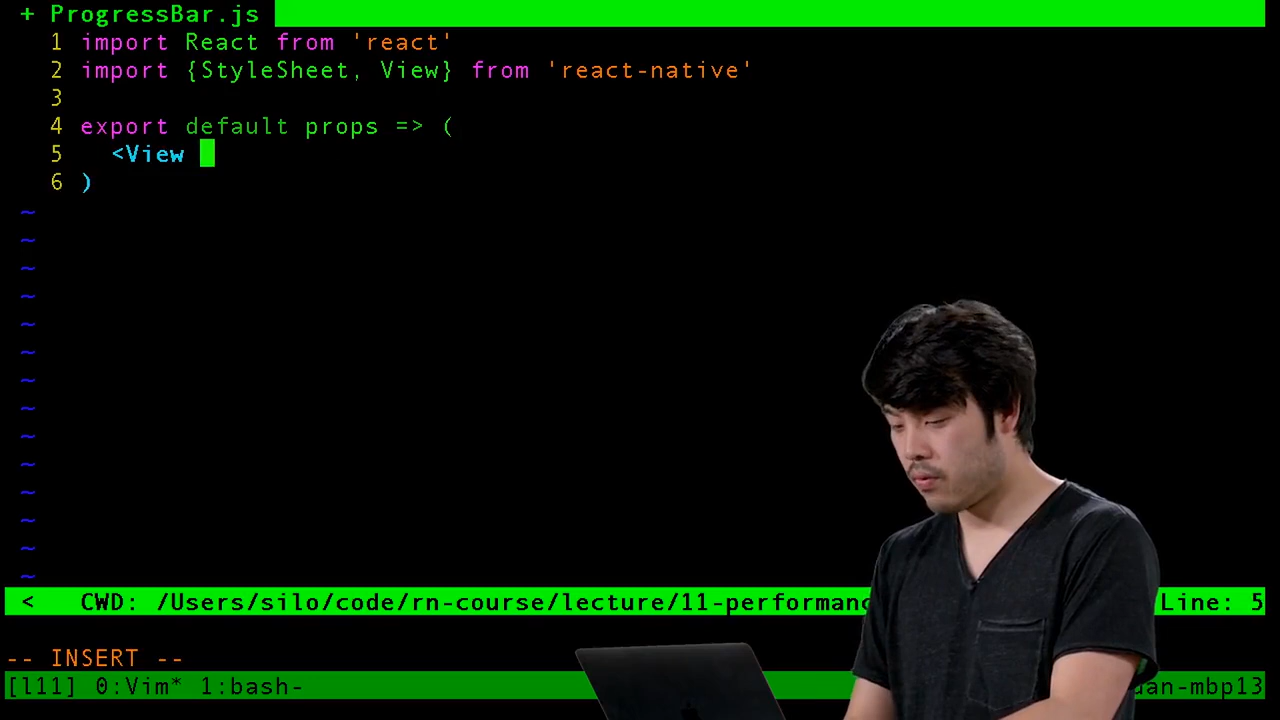 + ProgressBar.js
1 import React from 'react'
2 import {StyleSheet, View} from 'react-native'
3
4 export default props => (
5   <View
6 )
~
~
~
~
~
~
~
~
~
~
~
~
~
~
<   CWD: /Users/silo/code/rn-course/lecture/11-performanc Line: 5
-- INSERT --
[l11] 0:Vim* 1:bash- dan-mbp13